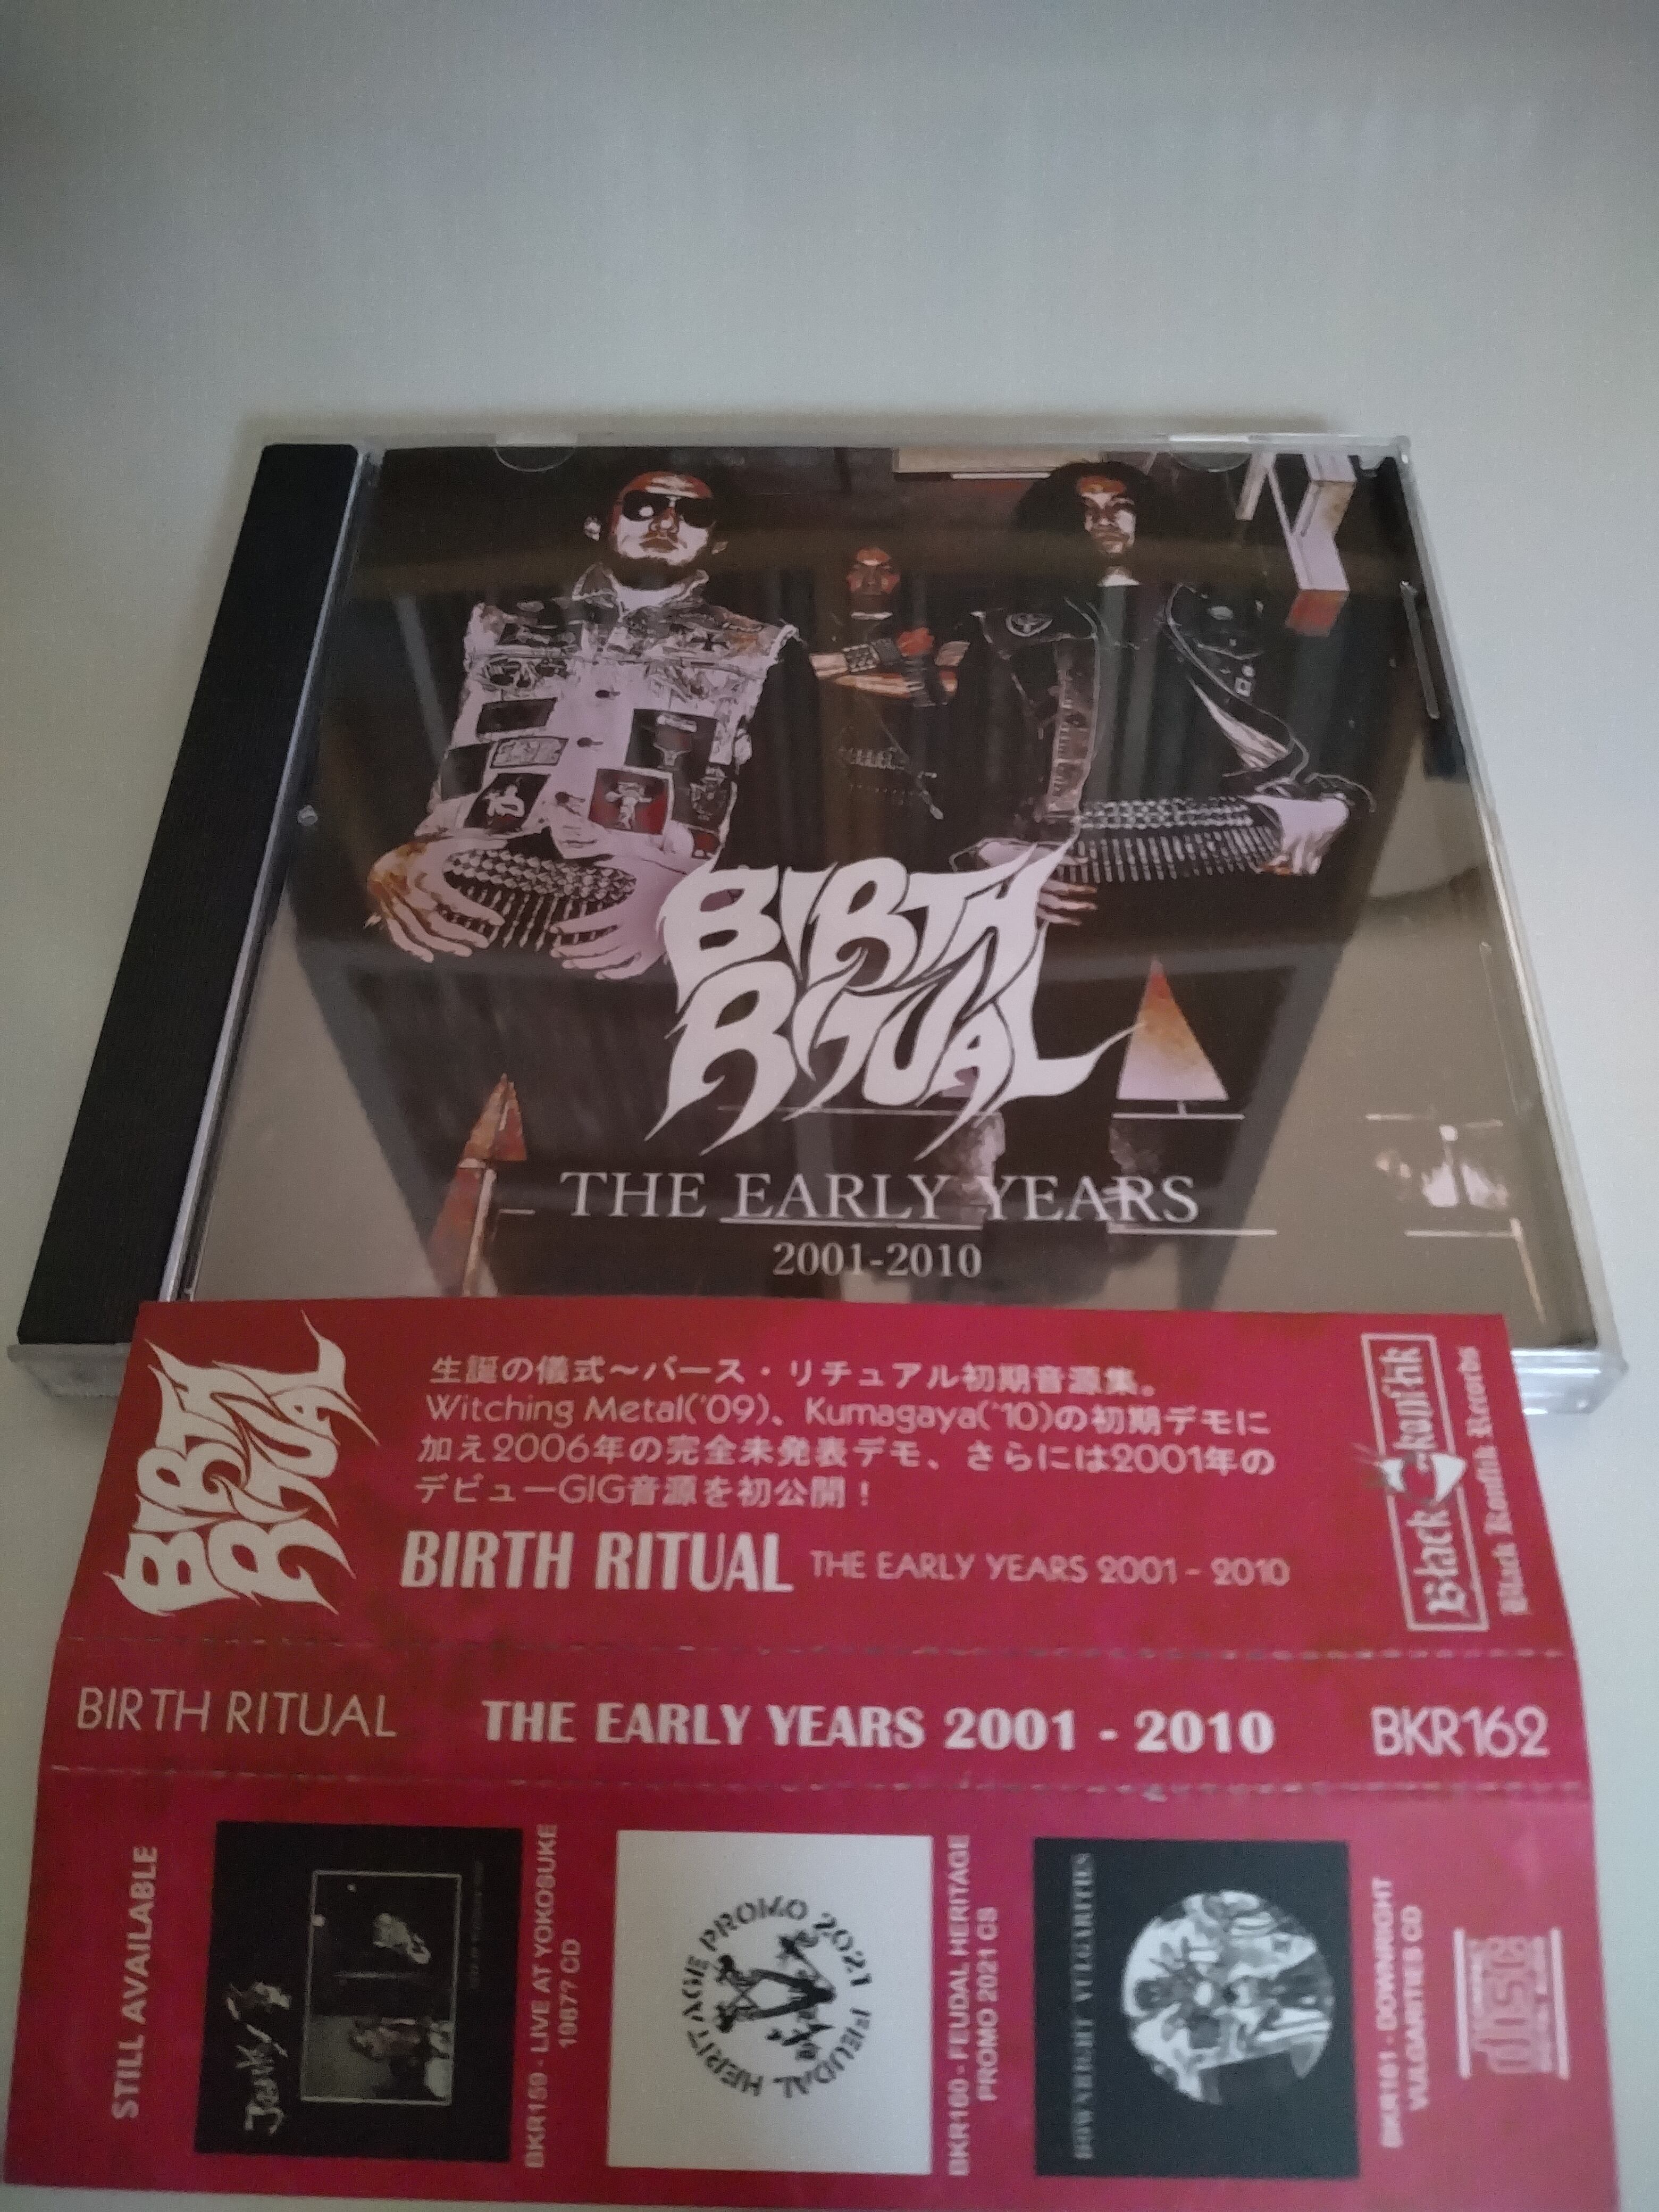 BIRTH
RITUAL
THE EARLY YEARS
2001-2010
BIRTH
RITUAL
生誕の儀式～バース・リチュアル初期音源集。
Witching Metal('09)、Kumagaya('10)の初期デモに
加え2006年の完全未発表デモ、さらには2001年の
デビューGIG音源を初公開！
BIRTH RITUAL THE EARLY YEARS 2001 - 2010
Black Konflik
Black Konflik Records
BIRTH RITUAL THE EARLY YEARS 2001 - 2010 BKR162
STILL AVAILABLE
BKR159 - LIVE AT YOKOSUKE
1987? CD
FEUDAL HERITAGE PROMO 2021
BKR160 - FEUDAL HERITAGE
PROMO 2021 CS
DOWNRIGHT VULGARITIES
BKR161 - DOWNRIGHT
VULGARITIES CD
disc